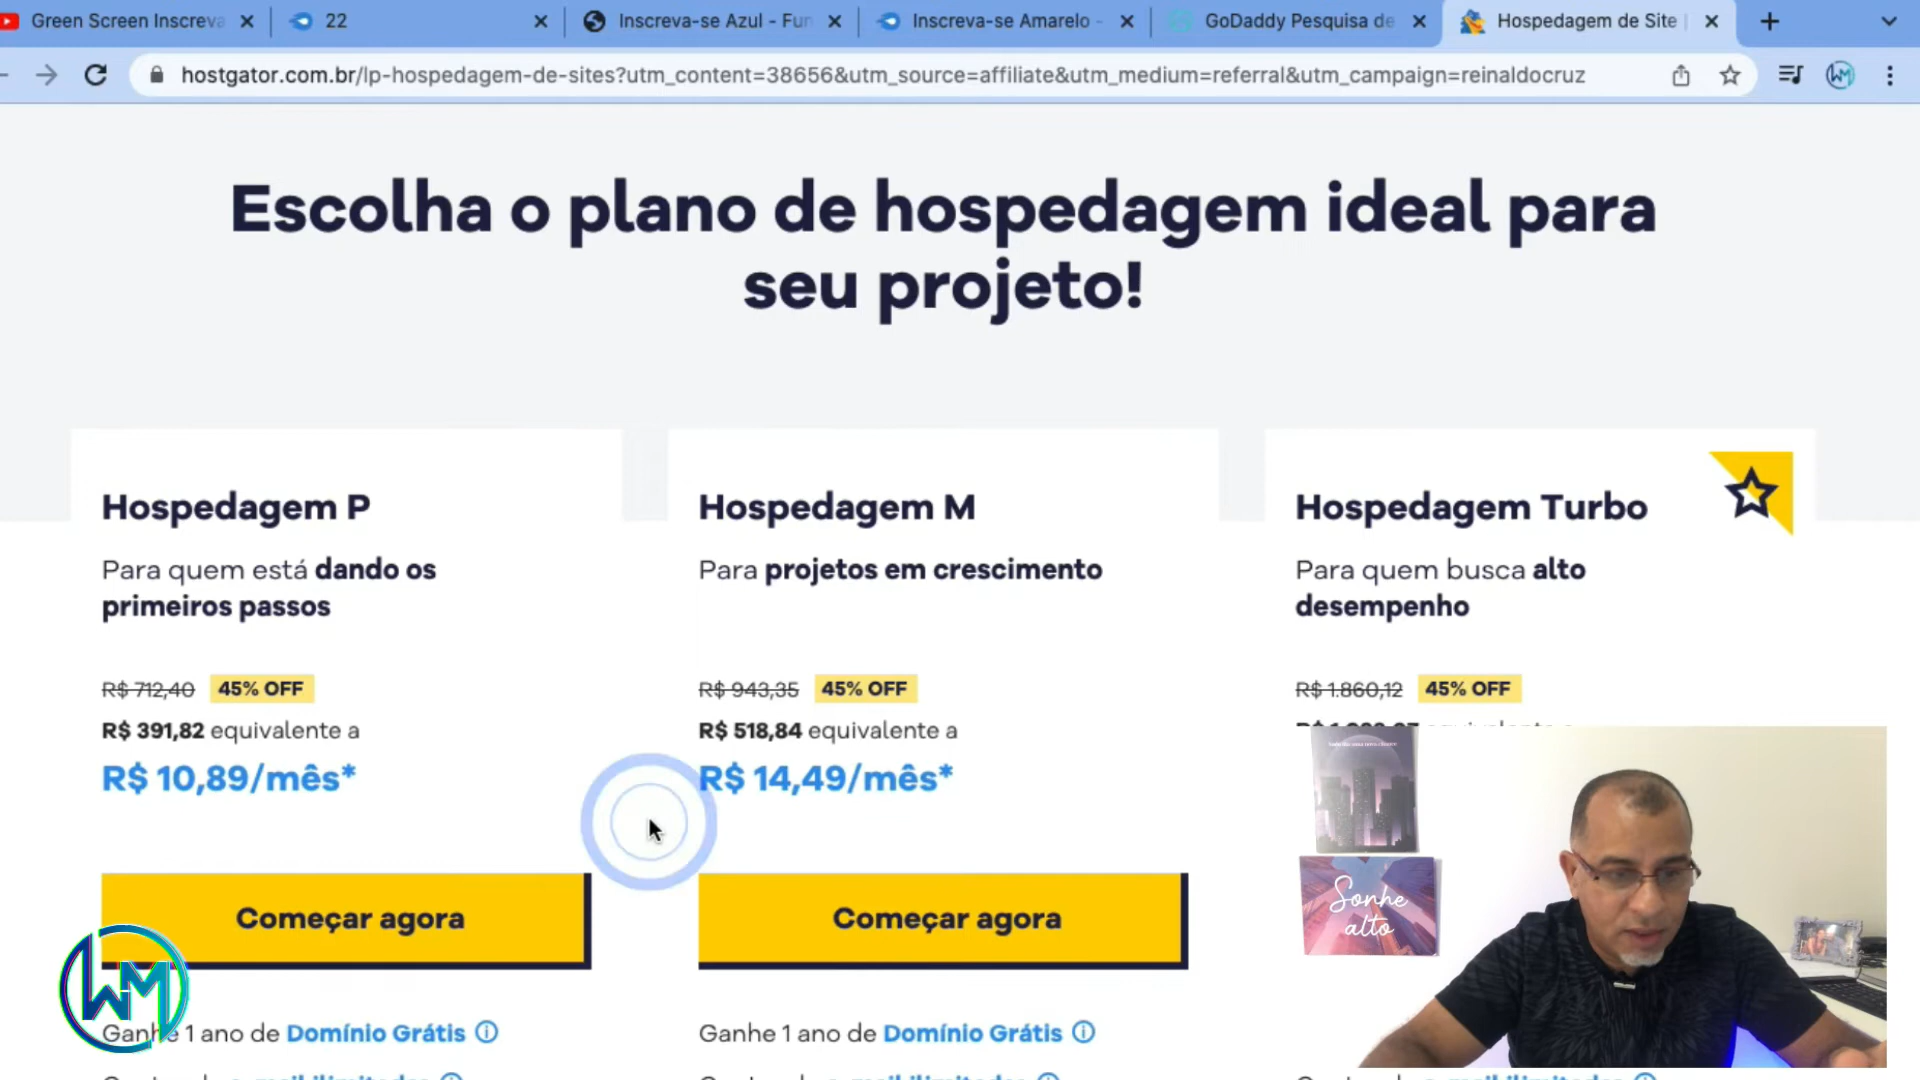 Green Screen Inscreva
22
Inscreva-se Azul - Fun
Inscreva-se Amarelo -
GoDaddy Pesquisa de
Hospedagem de Site |
hostgator.com.br/lp-hospedagem-de-sites?utm_content=38656&utm_source=affiliate&utm_medium=referral&utm_campaign=reinaldocruz
Escolha o plano de hospedagem ideal para
seu projeto!
Hospedagem P
Para quem está dando os
primeiros passos
R$ 712,40 45% OFF
R$ 391,82 equivalente a
R$ 10,89/mês*
Começar agora
Ganhe 1 ano de Domínio Grátis
Hospedagem M
Para projetos em crescimento
R$ 943,35 45% OFF
R$ 518,84 equivalente a
R$ 14,49/mês*
Começar agora
Ganhe 1 ano de Domínio Grátis
Hospedagem Turbo
Para quem busca alto
desempenho
R$ 1.860,12 45% OFF
Sonhe
alto
WM